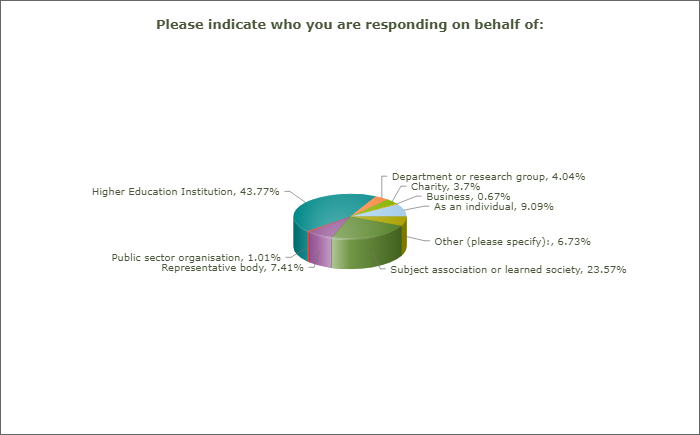 Please indicate who you are responding on behalf of:
Department or research group, 4.04%
Charity, 3.7%
Higher Education Institution, 43.77%
Business, 0.67%
As an individual, 9.09%
Other (please specify):, 6.73%
Public sector organisation, 1.01%
Representative body, 7.41%
Subject association or learned society, 23.57%